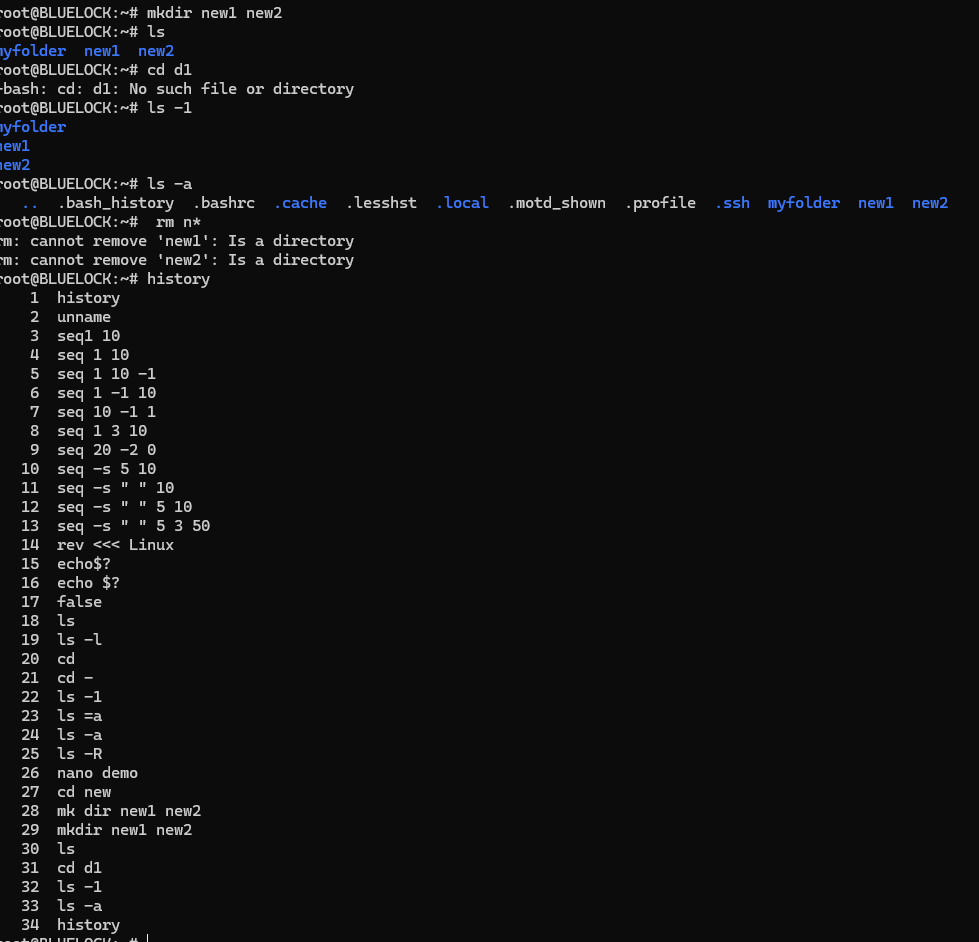 root@BLUELOCK:~# mkdir new1 new2
root@BLUELOCK:~# ls
myfolder  new1  new2
root@BLUELOCK:~# cd d1
-bash: cd: d1: No such file or directory
root@BLUELOCK:~# ls -1
myfolder
new1
new2
root@BLUELOCK:~# ls -a
..  .bash_history  .bashrc  .cache  .lesshst  .local  .motd_shown  .profile  .ssh  myfolder  new1  new2
root@BLUELOCK:~#  rm n*
rm: cannot remove 'new1': Is a directory
rm: cannot remove 'new2': Is a directory
root@BLUELOCK:~# history
1  history
2  unname
3  seq1 10
4  seq 1 10
5  seq 1 10 -1
6  seq 1 -1 10
7  seq 10 -1 1
8  seq 1 3 10
9  seq 20 -2 0
10  seq -s 5 10
11  seq -s " " 10
12  seq -s " " 5 10
13  seq -s " " 5 3 50
14  rev <<< Linux
15  echo$?
16  echo $?
17  false
18  ls
19  ls -l
20  cd
21  cd -
22  ls -1
23  ls =a
24  ls -a
25  ls -R
26  nano demo
27  cd new
28  mk dir new1 new2
29  mkdir new1 new2
30  ls
31  cd d1
32  ls -1
33  ls -a
34  history
root@BLUELOCK:~#